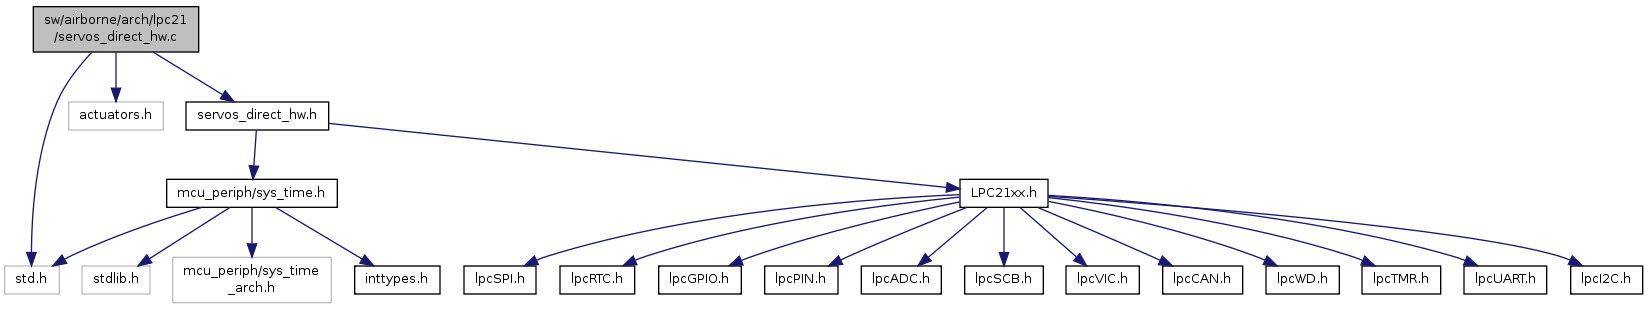 sw/airborne/arch/lpc21
/servos_direct_hw.c
actuators.h
servos_direct_hw.h
mcu_periph/sys_time.h
LPC21xx.h
std.h
stdlib.h
mcu_periph/sys_time
_arch.h
inttypes.h
lpcSPI.h
lpcRTC.h
lpcGPIO.h
lpcPIN.h
lpcADC.h
lpcSCB.h
lpcVIC.h
lpcCAN.h
lpcWD.h
lpcTMR.h
lpcUART.h
lpcI2C.h